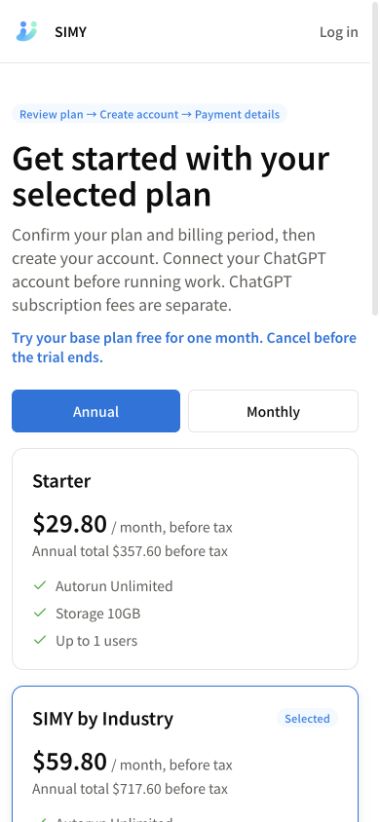 SIMY
Log in
Review plan → Create account → Payment details
Get started with your
selected plan
Confirm your plan and billing period, then
create your account. Connect your ChatGPT
account before running work. ChatGPT
subscription fees are separate.
Try your base plan free for one month. Cancel before
the trial ends.
Annual
Monthly
Starter
$29.80 / month, before tax
Annual total $357.60 before tax
Autorun Unlimited
Storage 10GB
Up to 1 users
SIMY by Industry
Selected
$59.80 / month, before tax
Annual total $717.60 before tax